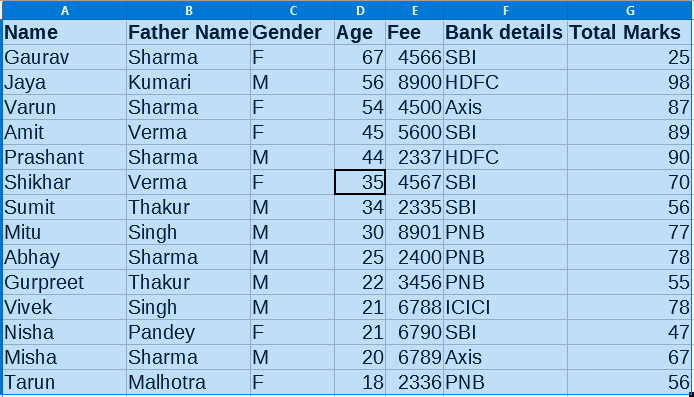 A B C D E F G
Name Father Name Gender Age Fee Bank details Total Marks
Gaurav Sharma F 67 4566 SBI 25
Jaya Kumari M 56 8900 HDFC 98
Varun Sharma F 54 4500 Axis 87
Amit Verma F 45 5600 SBI 89
Prashant Sharma M 44 2337 HDFC 90
Shikhar Verma F 35 4567 SBI 70
Sumit Thakur M 34 2335 SBI 56
Mitu Singh M 30 8901 PNB 77
Abhay Sharma M 25 2400 PNB 78
Gurpreet Thakur M 22 3456 PNB 55
Vivek Singh M 21 6788 ICICI 78
Nisha Pandey F 21 6790 SBI 47
Misha Sharma M 20 6789 Axis 67
Tarun Malhotra F 18 2336 PNB 56